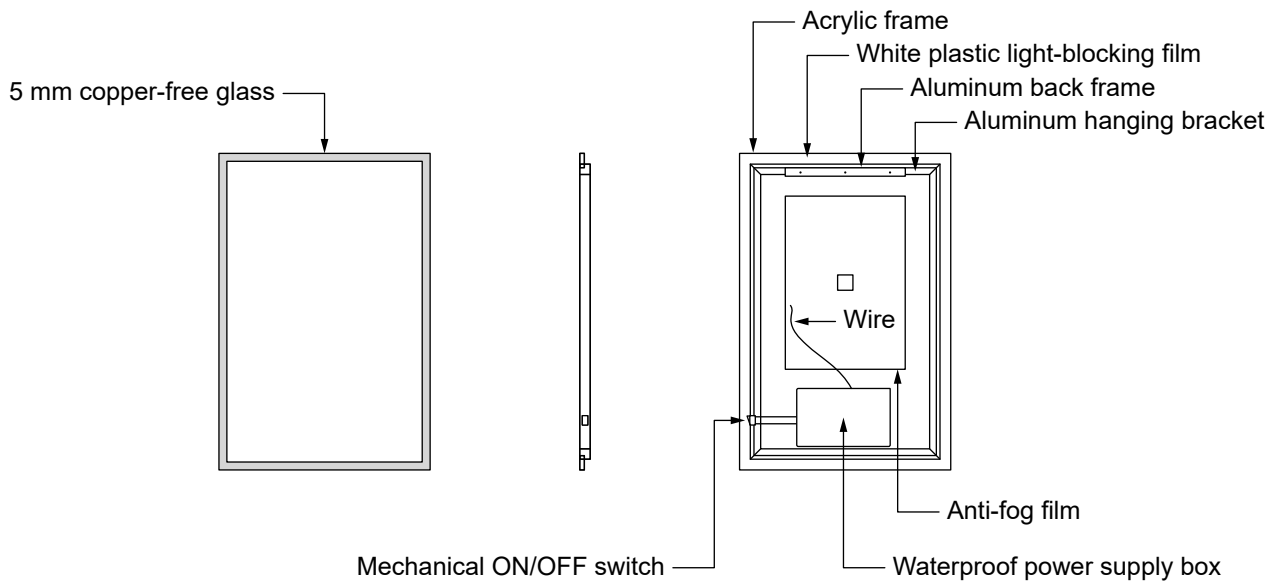 Acrylic frame
White plastic light-blocking film
5 mm copper-free glass
Aluminum back frame
Aluminum hanging bracket
Wire
Anti-fog film
Mechanical ON/OFF switch
Waterproof power supply box